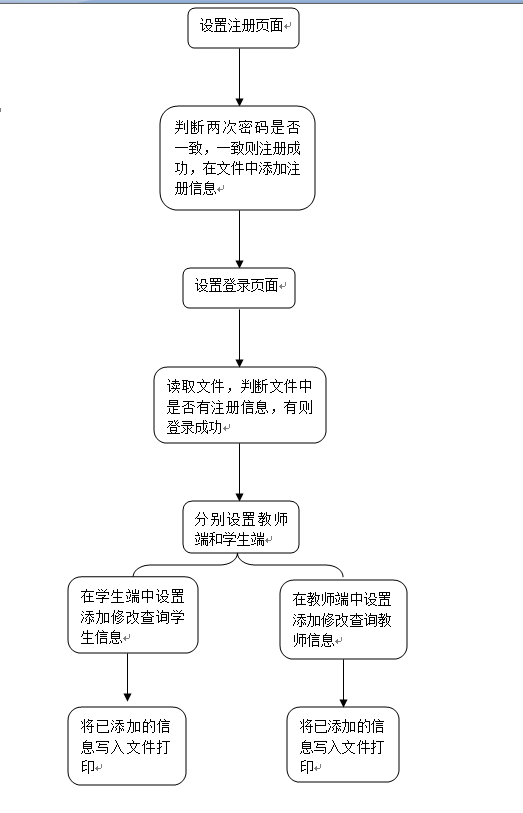 设置注册页面
判断两次密码是否
一致，一致则注册成
功，在文件中添加注
册信息
设置登录页面
读取文件，判断文件中
是否有注册信息，有则
登录成功
分别设置教师
端和学生端
在学生端中设置
添加修改查询学
生信息
在教师端中设置
添加修改查询教
师信息
将已添加的信
息写入文件打
印
将已添加的信
息写入文件打
印